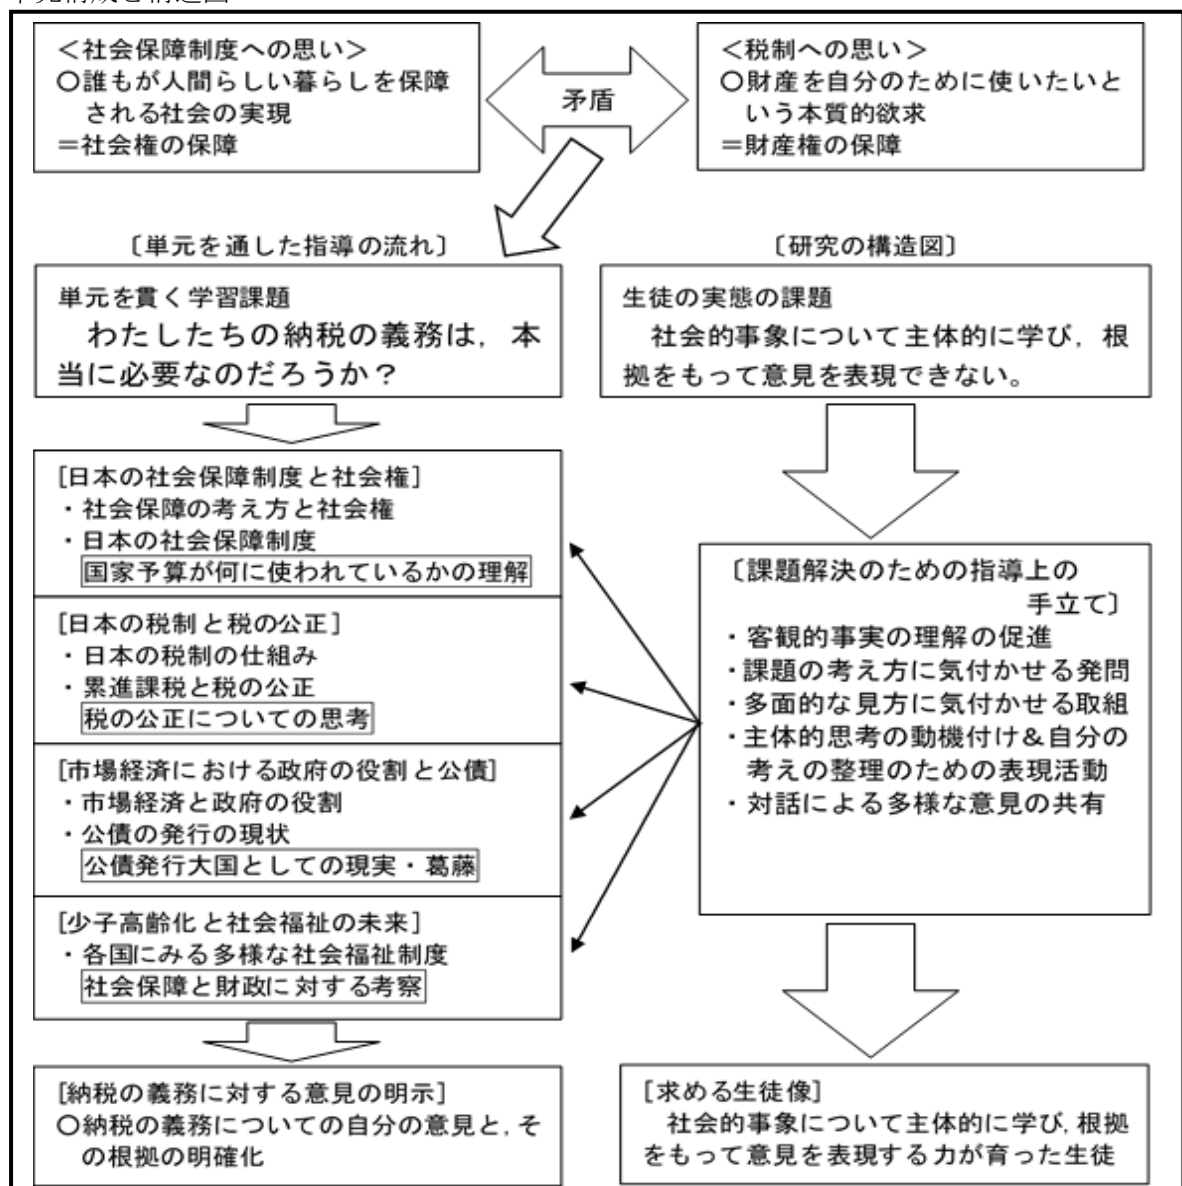 ＜社会保障制度への思い＞
〇誰もが人間らしい暮らしを保障
される社会の実現
＝社会権の保障
矛盾
＜税制への思い＞
〇財産を自分のために使いたいと
いう本質的欲求
＝財産権の保障
〔単元を通した指導の流れ〕
単元を貫く学習課題
わたしたちの納税の義務は，本
当に必要なのだろうか？
[日本の社会保障制度と社会権]
・社会保障の考え方と社会権
・日本の社会保障制度
国家予算が何に使われているかの理解
[日本の税制と税の公正]
・日本の税制の仕組み
・累進課税と税の公正
税の公正についての思考
[市場経済における政府の役割と公債]
・市場経済と政府の役割
・公債の発行の現状
公債発行大国としての現実・葛藤
[少子高齢化と社会福祉の未来]
・各国にみる多様な社会福祉制度
社会保障と財政に対する考察
[納税の義務に対する意見の明示]
〇納税の義務についての自分の意見と，そ
の根拠の明確化
〔研究の構造図〕
生徒の実態の課題
社会的事象について主体的に学び，根
拠をもって意見を表現できない。
〔課題解決のための指導上の
手立て〕
・客観的事実の理解の促進
・課題の考え方に気付かせる発問
・多面的な見方に気付かせる取組
・主体的思考の動機付け＆自分の
考えの整理のための表現活動
・対話による多様な意見の共有
[求める生徒像]
社会的事象について主体的に学び，根拠
をもって意見を表現する力が育った生徒